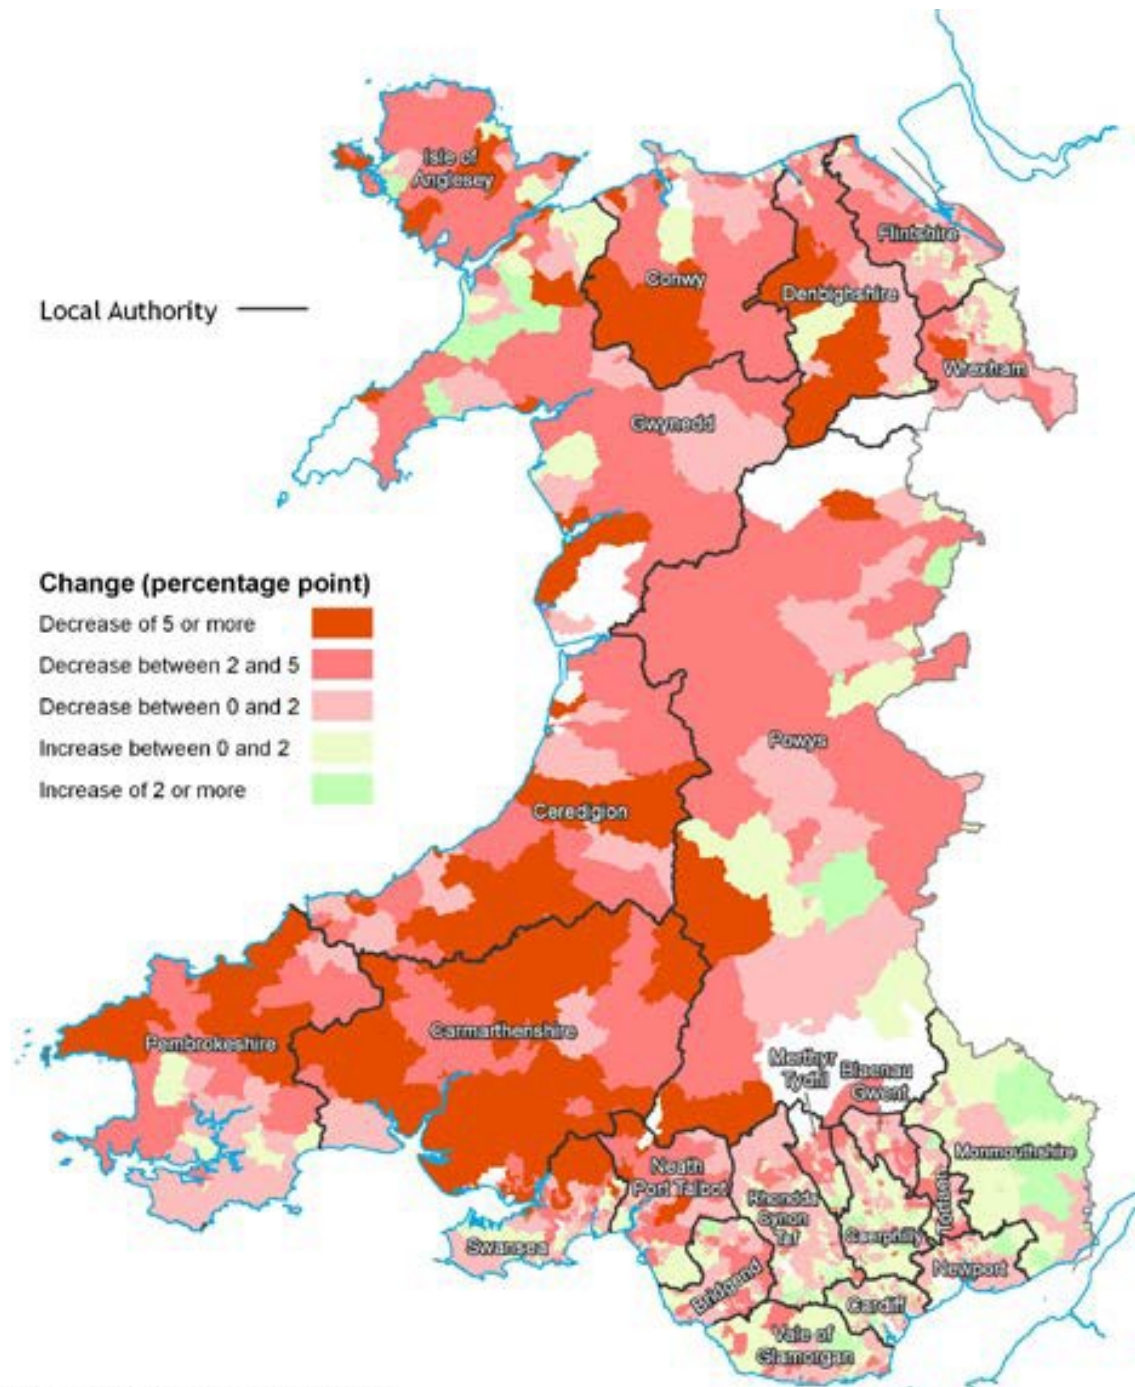 Isle of
Anglesey
Flintshire
Conwy
Denbighshire
Local Authority
Wrexham
Gwynedd
Change (percentage point)
Decrease of 5 or more
Decrease between 2 and 5
Decrease between 0 and 2
Increase between 0 and 2
Increase of 2 or more
Powys
Ceredigion
Carmarthenshire
Pembrokeshire
Merthyr
Tydfil
Blaenau
Gwent
Monmouthshire
Neath
Port Talbot
Rhondda
Cynon
Taf
Torfaen
Caerphilly
Swansea
Newport
Bridgend
Cardiff
Vale of
Glamorgan